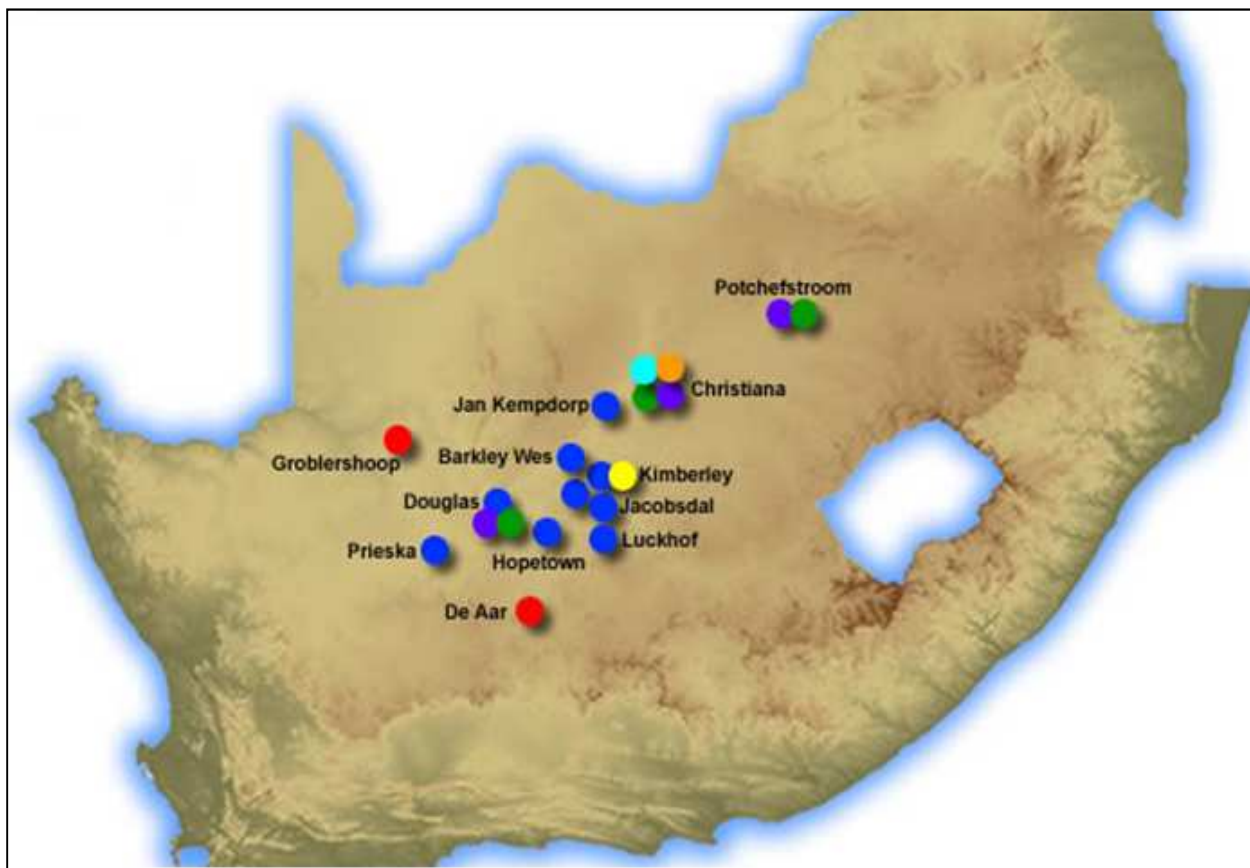 Potchefstroom
Christiana
Jan Kempdorp
Barkley Wes
Groblershoop
Kimberley
Douglas
Jacobsdal
Luckhof
Prieska
Hopetown
De Aar